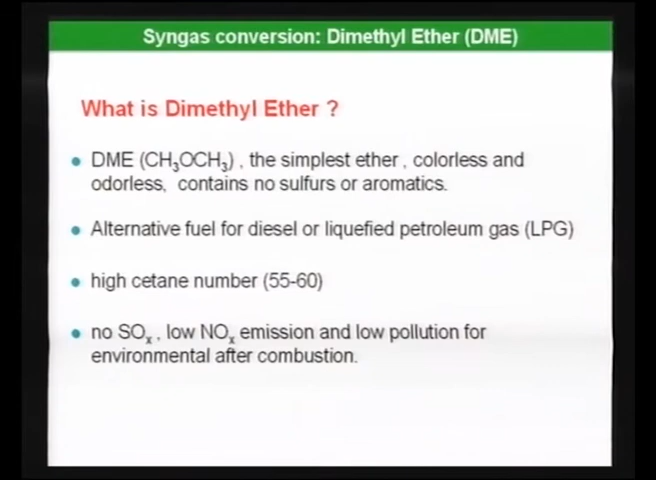 Syngas conversion: Dimethyl Ether (DME)
What is Dimethyl Ether ?
• DME (CH₃OCH₃) , the simplest ether , colorless and
odorless, contains no sulfurs or aromatics.
• Alternative fuel for diesel or liquefied petroleum gas (LPG)
• high cetane number (55-60)
• no SOₓ , low NOₓ emission and low pollution for
environmental after combustion.